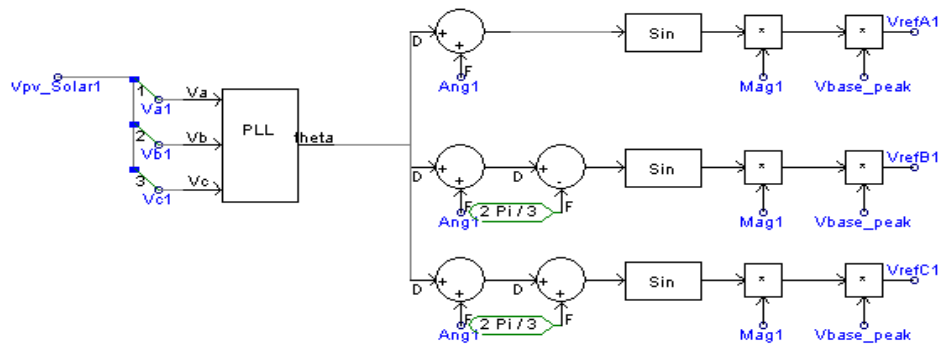 D + + F Ang1 Sin * Mag1 * Vbase_peak VrefA1
Vpv_Solar1 1 Va1 2 Vb1 3 Vc1
Va Vb Vc PLL theta
D + + F Ang1 2 Pi / 3 D + - F Sin * Mag1 * Vbase_peak VrefB1
D + + F Ang1 2 Pi / 3 D + + F Sin * Mag1 * Vbase_peak VrefC1